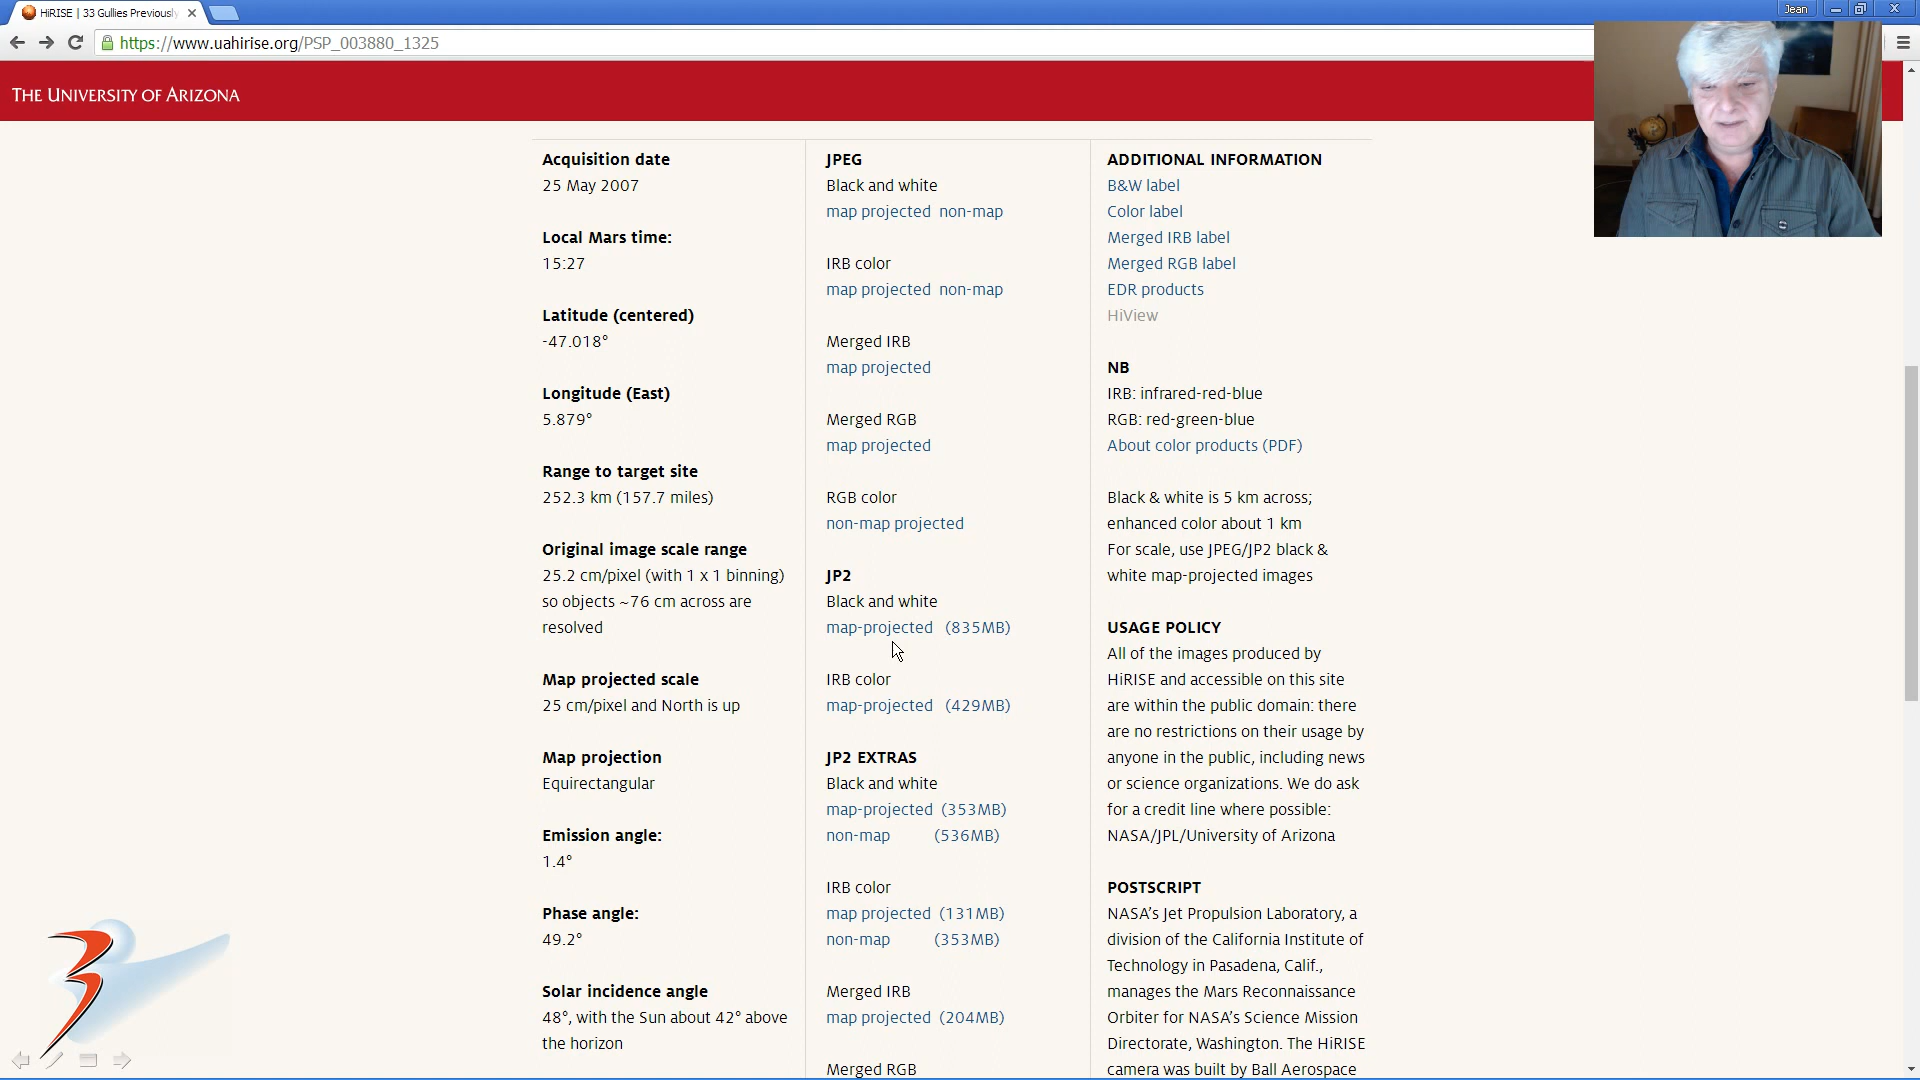 HiRISE | 33 Gullies Previously
Jean
https://www.uahirise.org/PSP_003880_1325
THE UNIVERSITY OF ARIZONA
Acquisition date
25 May 2007
Local Mars time:
15:27
Latitude (centered)
-47.018°
Longitude (East)
5.879°
Range to target site
252.3 km (157.7 miles)
Original image scale range
25.2 cm/pixel (with 1 x 1 binning)
so objects ~76 cm across are
resolved
Map projected scale
25 cm/pixel and North is up
Map projection
Equirectangular
Emission angle:
1.4°
Phase angle:
49.2°
Solar incidence angle
48°, with the Sun about 42° above
the horizon
JPEG
Black and white
map projected non-map
IRB color
map projected non-map
Merged IRB
map projected
Merged RGB
map projected
RGB color
non-map projected
JP2
Black and white
map-projected (835MB)
IRB color
map-projected (429MB)
JP2 EXTRAS
Black and white
map-projected (353MB)
non-map (536MB)
IRB color
map projected (131MB)
non-map (353MB)
Merged IRB
map projected (204MB)
Merged RGB
ADDITIONAL INFORMATION
B&W label
Color label
Merged IRB label
Merged RGB label
EDR products
HiView
NB
IRB: infrared-red-blue
RGB: red-green-blue
About color products (PDF)
Black & white is 5 km across;
enhanced color about 1 km
For scale, use JPEG/JP2 black &
white map-projected images
USAGE POLICY
All of the images produced by
HiRISE and accessible on this site
are within the public domain: there
are no restrictions on their usage by
anyone in the public, including news
or science organizations. We do ask
for a credit line where possible:
NASA/JPL/University of Arizona
POSTSCRIPT
NASA’s Jet Propulsion Laboratory, a
division of the California Institute of
Technology in Pasadena, Calif.,
manages the Mars Reconnaissance
Orbiter for NASA’s Science Mission
Directorate, Washington. The HiRISE
camera was built by Ball Aerospace